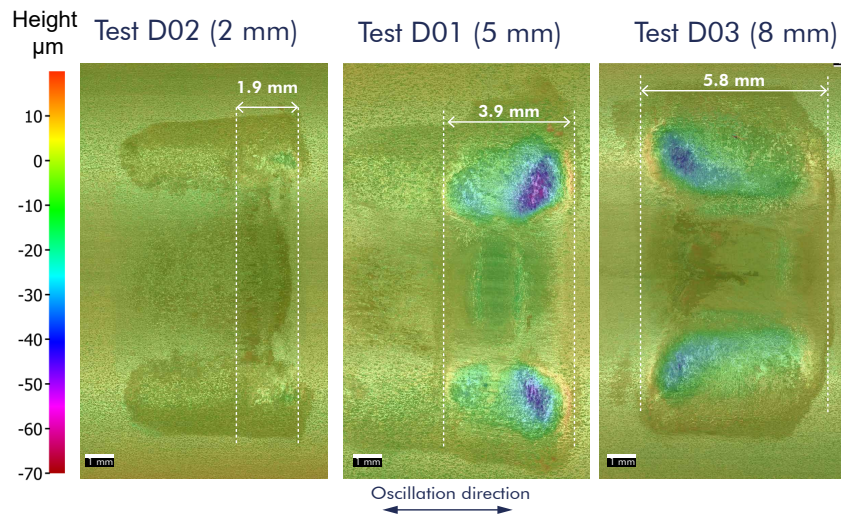 Height
μm
10
0
-10
-20
-30
-40
-50
-60
-70
Test D02 (2 mm)
1.9 mm
1 mm
Test D01 (5 mm)
3.9 mm
1 mm
Test D03 (8 mm)
5.8 mm
1 mm
Oscillation direction